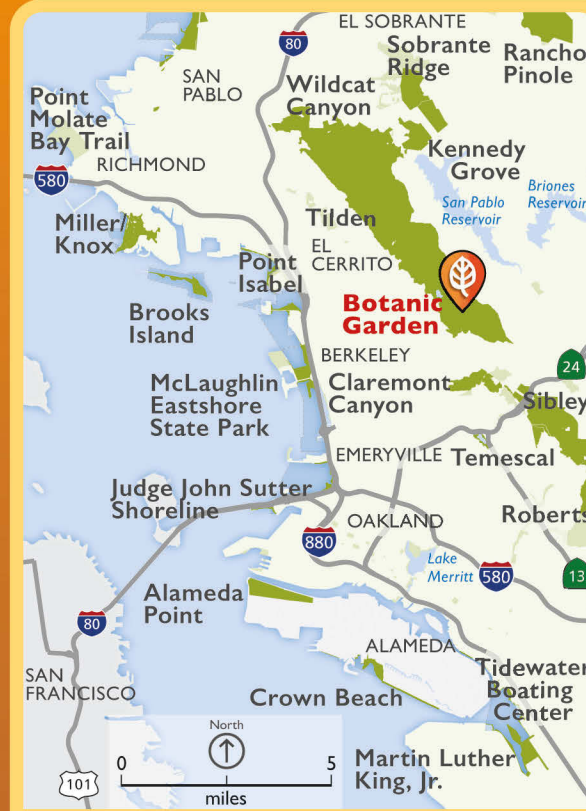 EL SOBRANTE
80
Sobrante
Ridge
Rancho
Pinole
SAN
PABLO
Wildcat
Canyon
Point
Molate
Bay Trail
RICHMOND
580
Kennedy
Grove
San Pablo
Reservoir
Briones
Reservoir
Miller/
Knox
Tilden
EL
CERRITO
Point
Isabel
Brooks
Island
Botanic
Garden
BERKELEY
24
McLaughlin
Eastshore
State Park
Claremont
Canyon
Sibley
EMERYVILLE
Temescal
Judge John Sutter
Shoreline
OAKLAND
Roberts
880
Lake
Merritt
580
13
Alameda
Point
80
ALAMEDA
SAN
FRANCISCO
Tidewater
Boating
Center
Crown Beach
North
0
5
miles
Martin Luther
King, Jr.
101